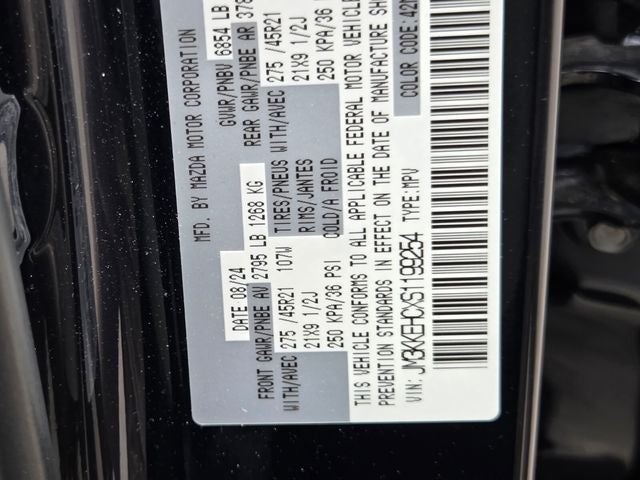 MFD. BY MAZDA MOTOR CORPORATION
DATE 09/24 GVWR/PNBV 6854 LB
FRONT GAWR/PNBE AV 2795 LB 1268 KG REAR GAWR/PNBE AR
WITH/AVEC 275 /45R21 107W TIRES/PNEUS WITH/AVEC 275 /45R21
21X9 1/2J RIMS/JANTES 21X9 1/2J
250 KPA/36 PSI COLD/A FROID 250 KPA/36
THIS VEHICLE CONFORMS TO ALL APPLICABLE FEDERAL MOTOR VEHICLE
PREVENTION STANDARDS IN EFFECT ON THE DATE OF MANUFACTURE
VIN: JM3KKEHCXS1199254 TYPE: MPV COLOR CODE: